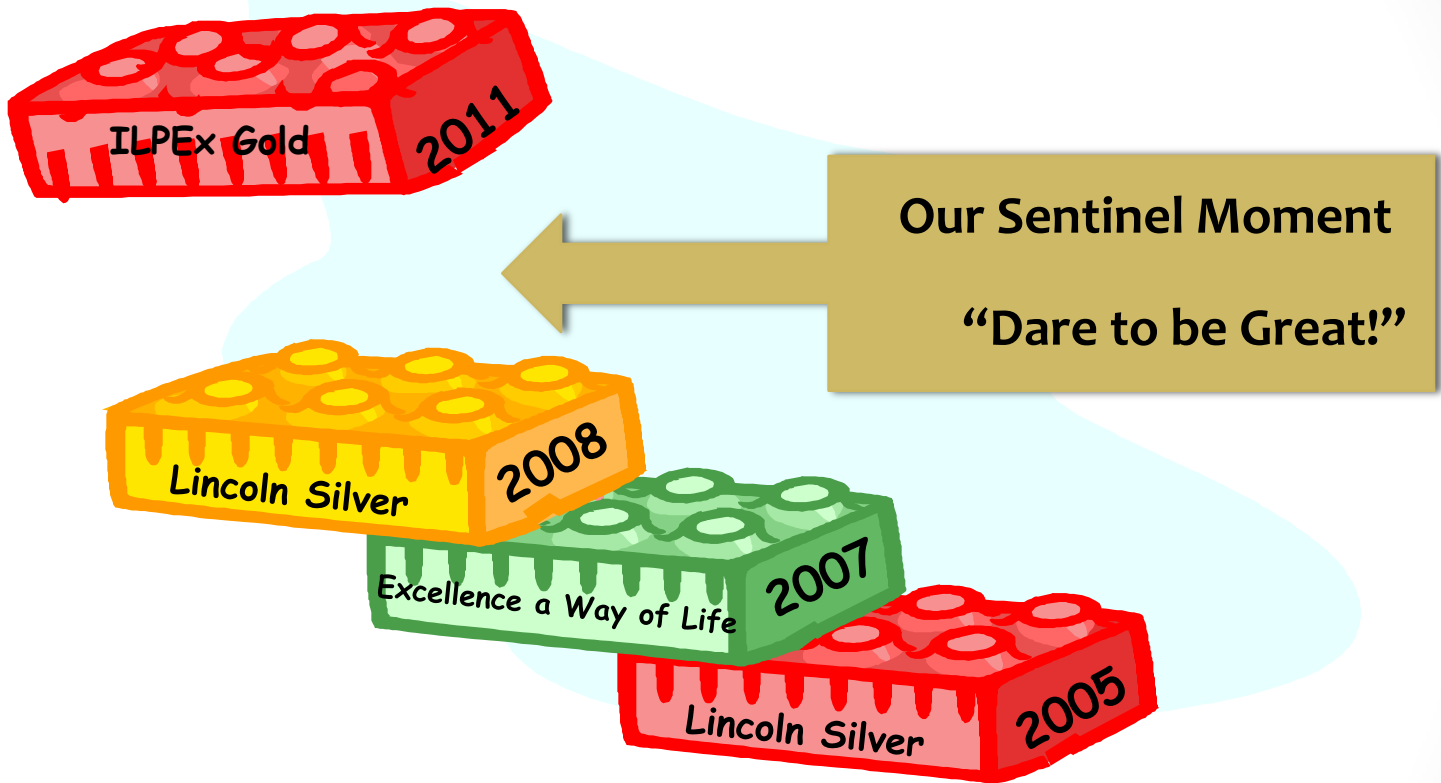 ILPEx Gold
2011
Our Sentinel Moment
“Dare to be Great!”
Lincoln Silver
2008
Excellence a Way of Life
2007
Lincoln Silver
2005